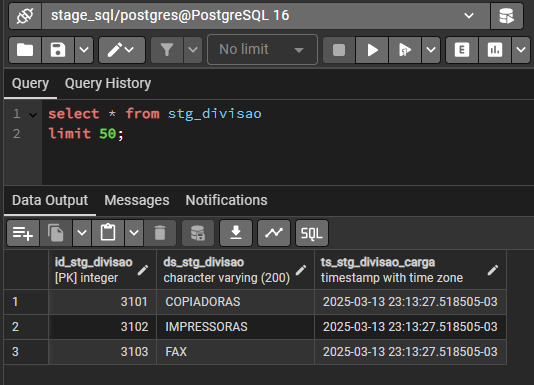 stage_sql/postgres@PostgreSQL 16
No limit
E
Query Query History
1 select * from stg_divisao
2 limit 50;
Data Output Messages Notifications
SQL
id_stg_divisao ds_stg_divisao ts_stg_divisao_carga
[PK] integer character varying (200) timestamp with time zone
1 3101 COPIADORAS 2025-03-13 23:13:27.518505-03
2 3102 IMPRESSORAS 2025-03-13 23:13:27.518505-03
3 3103 FAX 2025-03-13 23:13:27.518505-03